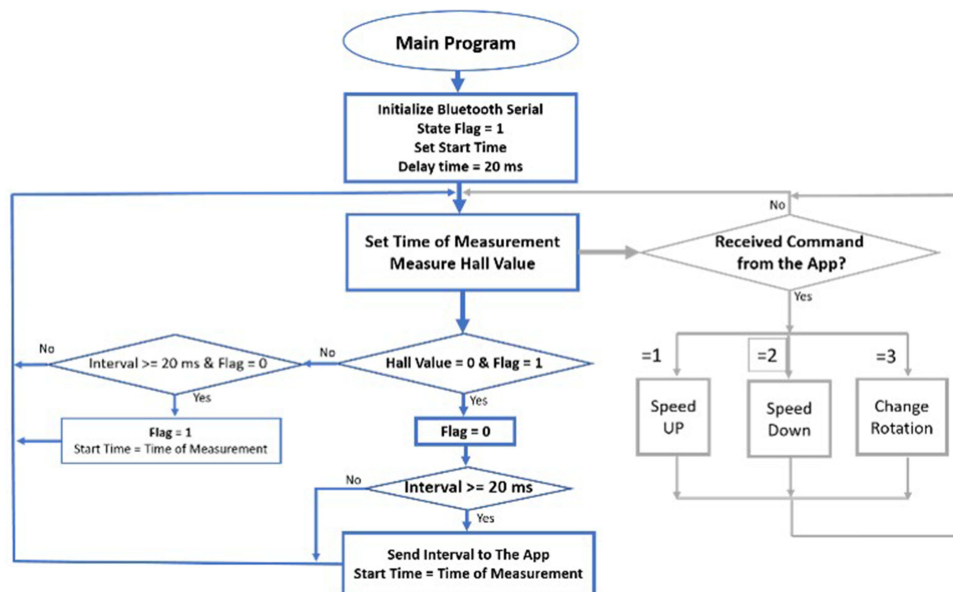 Main Program
Initialize Bluetooth Serial
State Flag = 1
Set Start Time
Delay time = 20 ms
No
Set Time of Measurement
Measure Hall Value
Received Command
from the App?
Yes
No
Interval >= 20 ms & Flag = 0
No
Hall Value = 0 & Flag = 1
=1
=2
=3
Yes
Yes
Speed
UP
Speed
Down
Change
Rotation
Flag = 1
Start Time = Time of Measurement
Flag = 0
No
Interval >= 20 ms
Yes
Send Interval to The App
Start Time = Time of Measurement